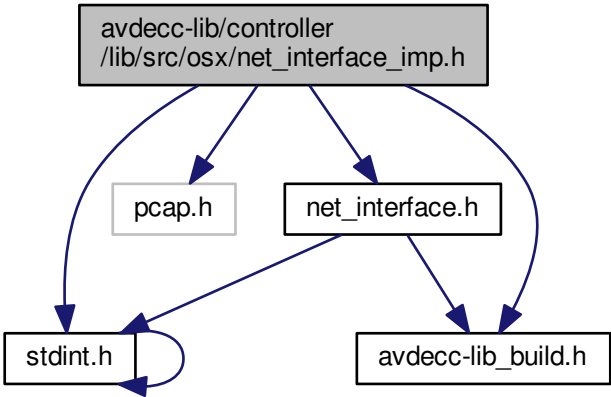 avdecc-lib/controller
/lib/src/osx/net_interface_imp.h
pcap.h
net_interface.h
stdint.h
avdecc-lib_build.h